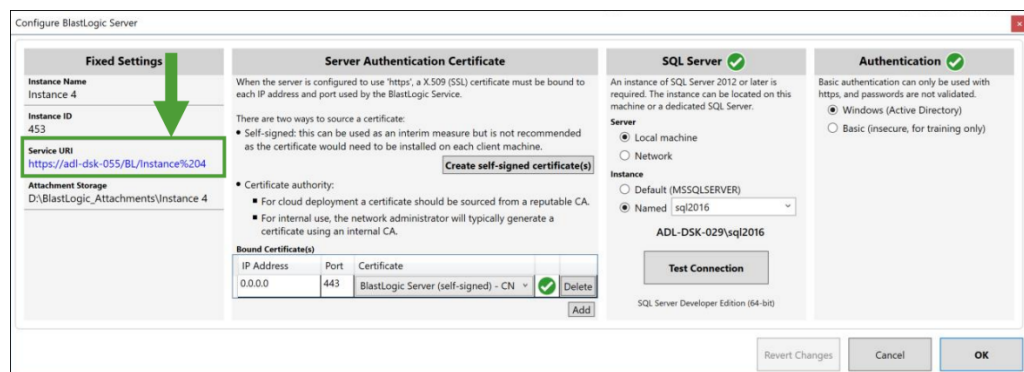 Configure BlastLogic Server
Fixed Settings
Instance Name
Instance 4
Instance ID
453
Service URI
https://adl-dsk-055/BL/Instance%204
Attachment Storage
D:\BlastLogic_Attachments\Instance 4
Server Authentication Certificate
When the server is configured to use 'https', a X.509 (SSL) certificate must be bound to
each IP address and port used by the BlastLogic Service.
There are two ways to source a certificate:
• Self-signed: this can be used as an interim measure but is not recommended
as the certificate would need to be installed on each client machine.
Create self-signed certificate(s)
• Certificate authority:
▪ For cloud deployment a certificate should be sourced from a reputable CA.
▪ For internal use, the network administrator will typically generate a
certificate using an internal CA.
Bound Certificate(s)
IP Address Port Certificate
0.0.0.0 443 BlastLogic Server (self-signed) - CN Delete
Add
SQL Server
An instance of SQL Server 2012 or later is
required. The instance can be located on this
machine or a dedicated SQL Server.
Server
Local machine
Network
Instance
Default (MSSQLSERVER)
Named sql2016
ADL-DSK-029\sql2016
Test Connection
SQL Server Developer Edition (64-bit)
Authentication
Basic authentication can only be used with
https, and passwords are not validated.
Windows (Active Directory)
Basic (insecure, for training only)
Revert Changes Cancel OK